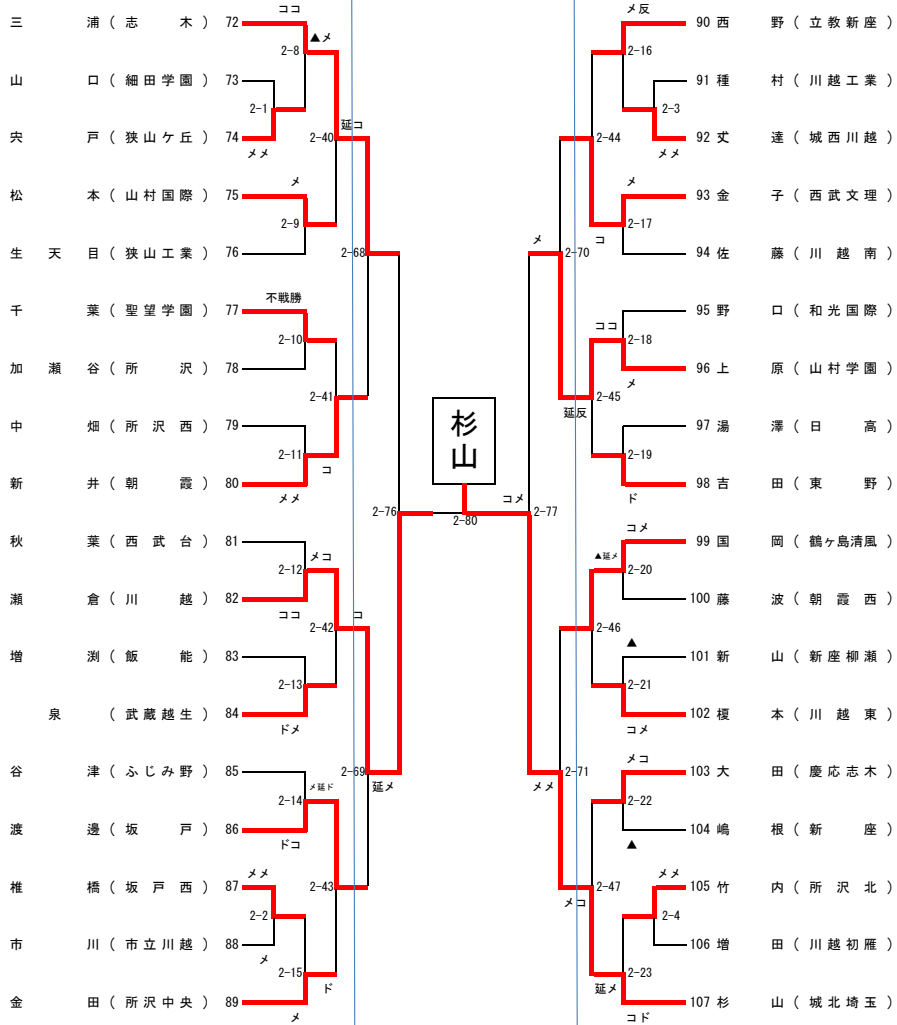 ココ
三浦（志木）72
2-8
▲メ
山口（細田学園）73
2-1
宍戸（狭山ケ丘）74
メメ
2-40
延コ
メ
松本（山村国際）75
2-9
生天目（狭山工業）76
2-68
不戦勝
千葉（聖望学園）77
2-10
加瀬谷（所沢）78
2-41
中畑（所沢西）79
2-11
コ
新井（朝霞）80
メメ
2-76
秋葉（西武台）81
2-12
メコ
瀬倉（川越）82
ココ
2-42
コ
増渕（飯能）83
2-13
泉（武蔵越生）84
ドメ
2-69
延メ
谷津（ふじみ野）85
2-14
メ延ド
渡邊（坂戸）86
ドコ
メメ
椎橋（坂戸西）87
2-2
2-43
市川（市立川越）88
メ
2-15
ド
金田（所沢中央）89
メ
杉山
2-80
メ反
90 西野（立教新座）
2-16
91 種村（川越工業）
2-3
92 丈達（城西川越）
メメ
2-44
メ
93 金子（西武文理）
2-17
コ
94 佐藤（川越南）
メ
2-70
95 野口（和光国際）
ココ
2-18
96 上原（山村学園）
メ
2-45
延反
97 湯澤（日高）
2-19
98 吉田（東野）
ド
コメ
2-77
コメ
99 国岡（鶴ヶ島清風）
▲延メ
2-20
100 藤波（朝霞西）
2-46
▲
101 新山（新座柳瀬）
2-21
102 榎本（川越東）
コメ
メメ
2-71
メコ
103 大田（慶応志木）
2-22
104 嶋根（新座）
▲
メメ
105 竹内（所沢北）
2-47
メコ
2-4
106 増田（川越初雁）
2-23
延メ
107 杉山（城北埼玉）
コド